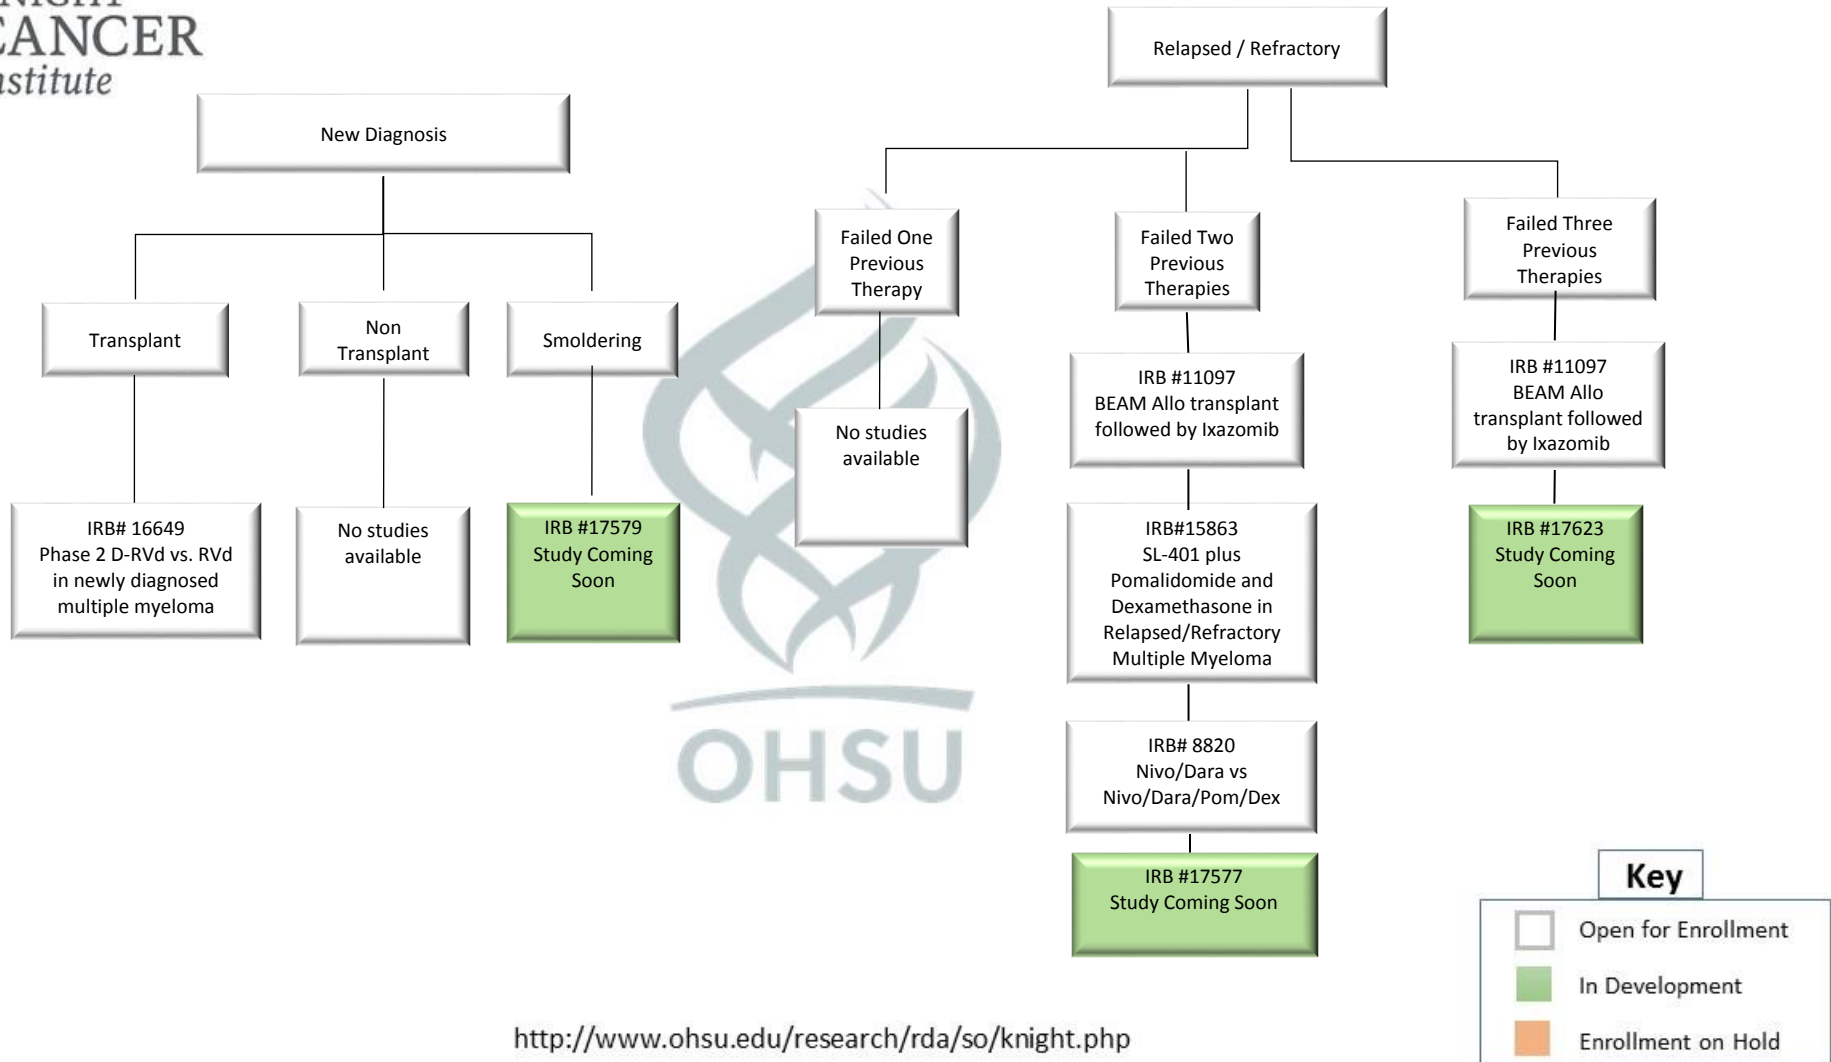 CANCER
Institute
New Diagnosis
Transplant
Non
Transplant
Smoldering
IRB# 16649
Phase 2 D-RVd vs. RVd
in newly diagnosed
multiple myeloma
No studies
available
IRB #17579
Study Coming
Soon
Relapsed / Refractory
Failed One
Previous
Therapy
Failed Two
Previous
Therapies
Failed Three
Previous
Therapies
No studies
available
IRB #11097
BEAM Allo transplant
followed by Ixazomib
IRB#15863
SL-401 plus
Pomalidomide and
Dexamethasone in
Relapsed/Refractory
Multiple Myeloma
IRB# 8820
Nivo/Dara vs
Nivo/Dara/Pom/Dex
IRB #17577
Study Coming Soon
IRB #11097
BEAM Allo
transplant followed
by Ixazomib
IRB #17623
Study Coming
Soon
OHSU
Key
Open for Enrollment
In Development
Enrollment on Hold
http://www.ohsu.edu/research/rda/so/knight.php